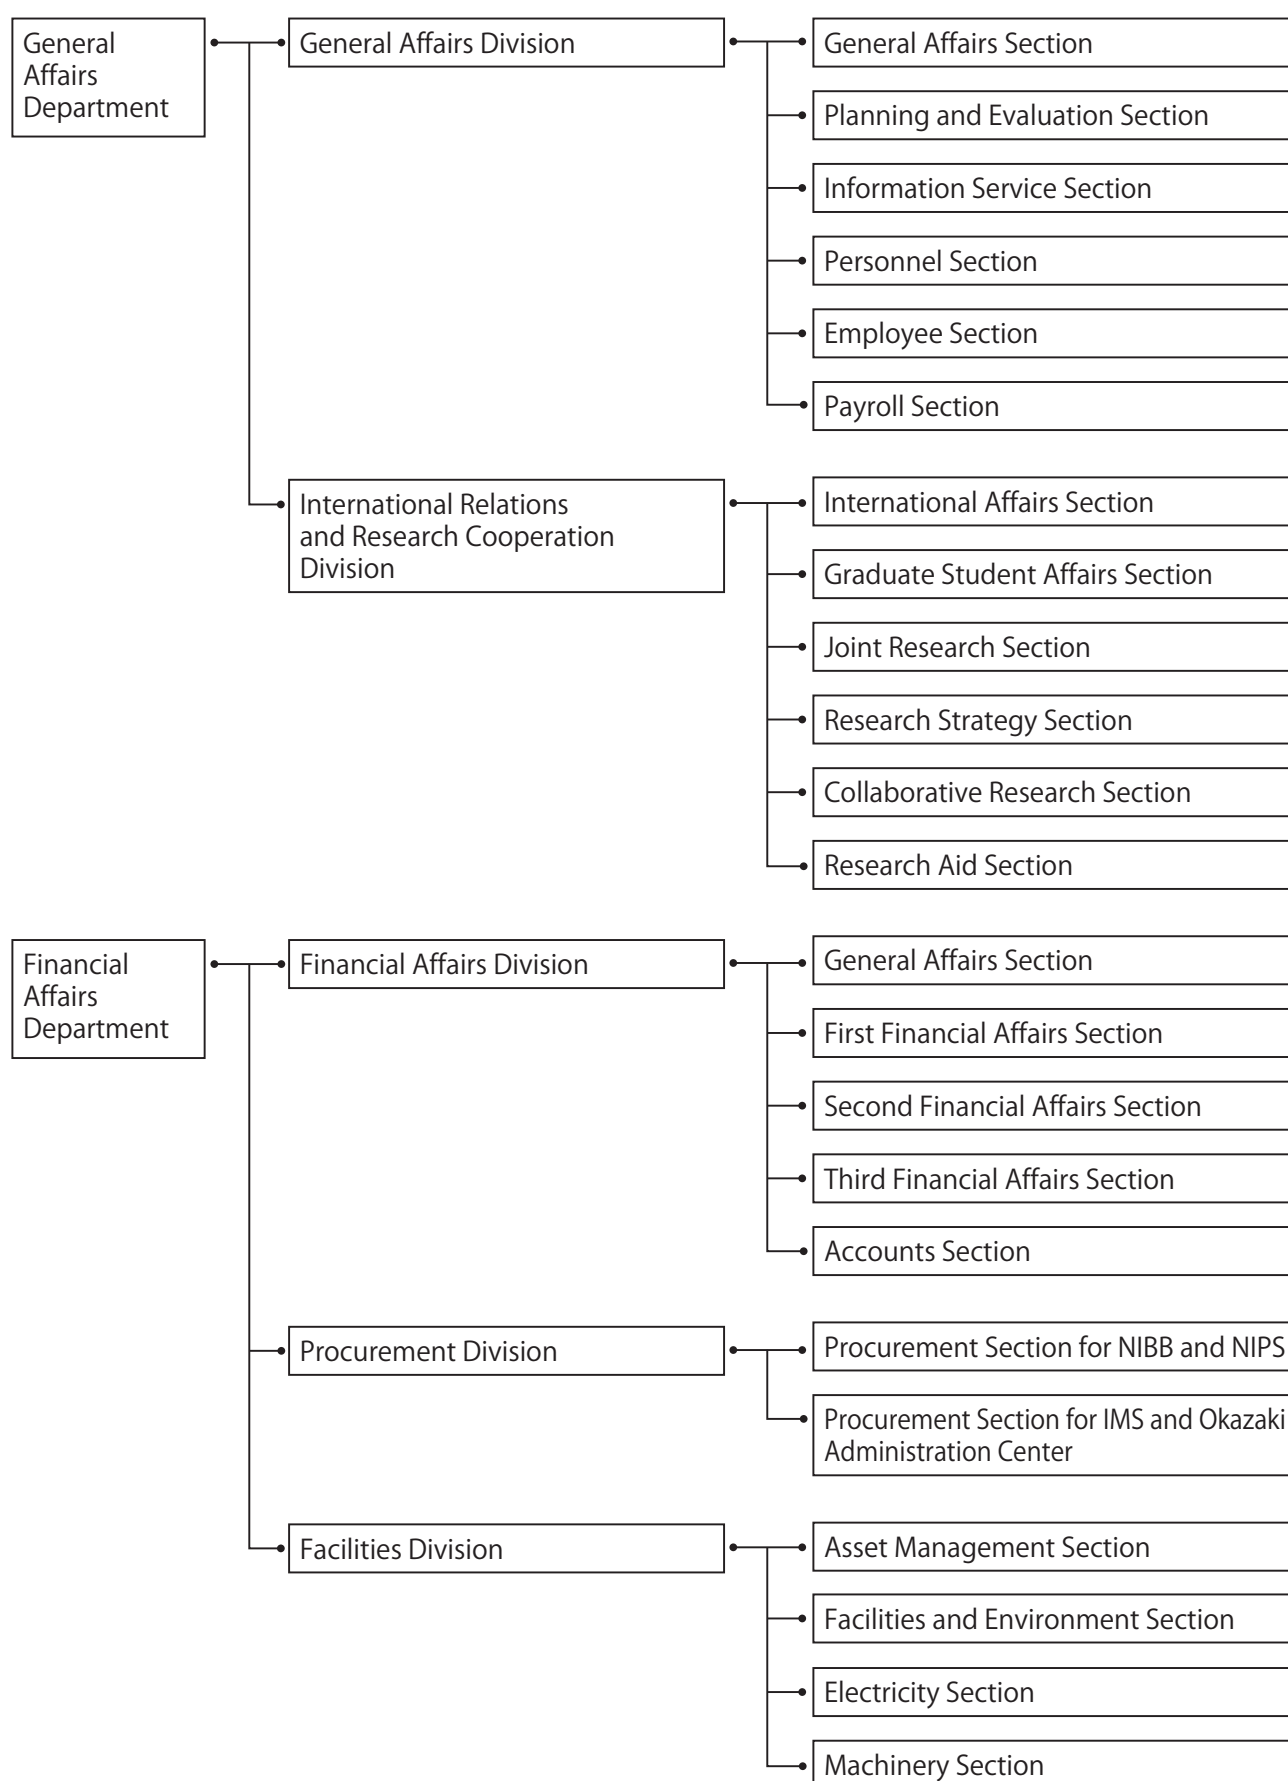 General
Affairs
Department
General Affairs Division
General Affairs Section
Planning and Evaluation Section
Information Service Section
Personnel Section
Employee Section
Payroll Section
International Relations
and Research Cooperation
Division
International Affairs Section
Graduate Student Affairs Section
Joint Research Section
Research Strategy Section
Collaborative Research Section
Research Aid Section
Financial
Affairs
Department
Financial Affairs Division
General Affairs Section
First Financial Affairs Section
Second Financial Affairs Section
Third Financial Affairs Section
Accounts Section
Procurement Division
Procurement Section for NIBB and NIPS
Procurement Section for IMS and Okazaki
Administration Center
Facilities Division
Asset Management Section
Facilities and Environment Section
Electricity Section
Machinery Section